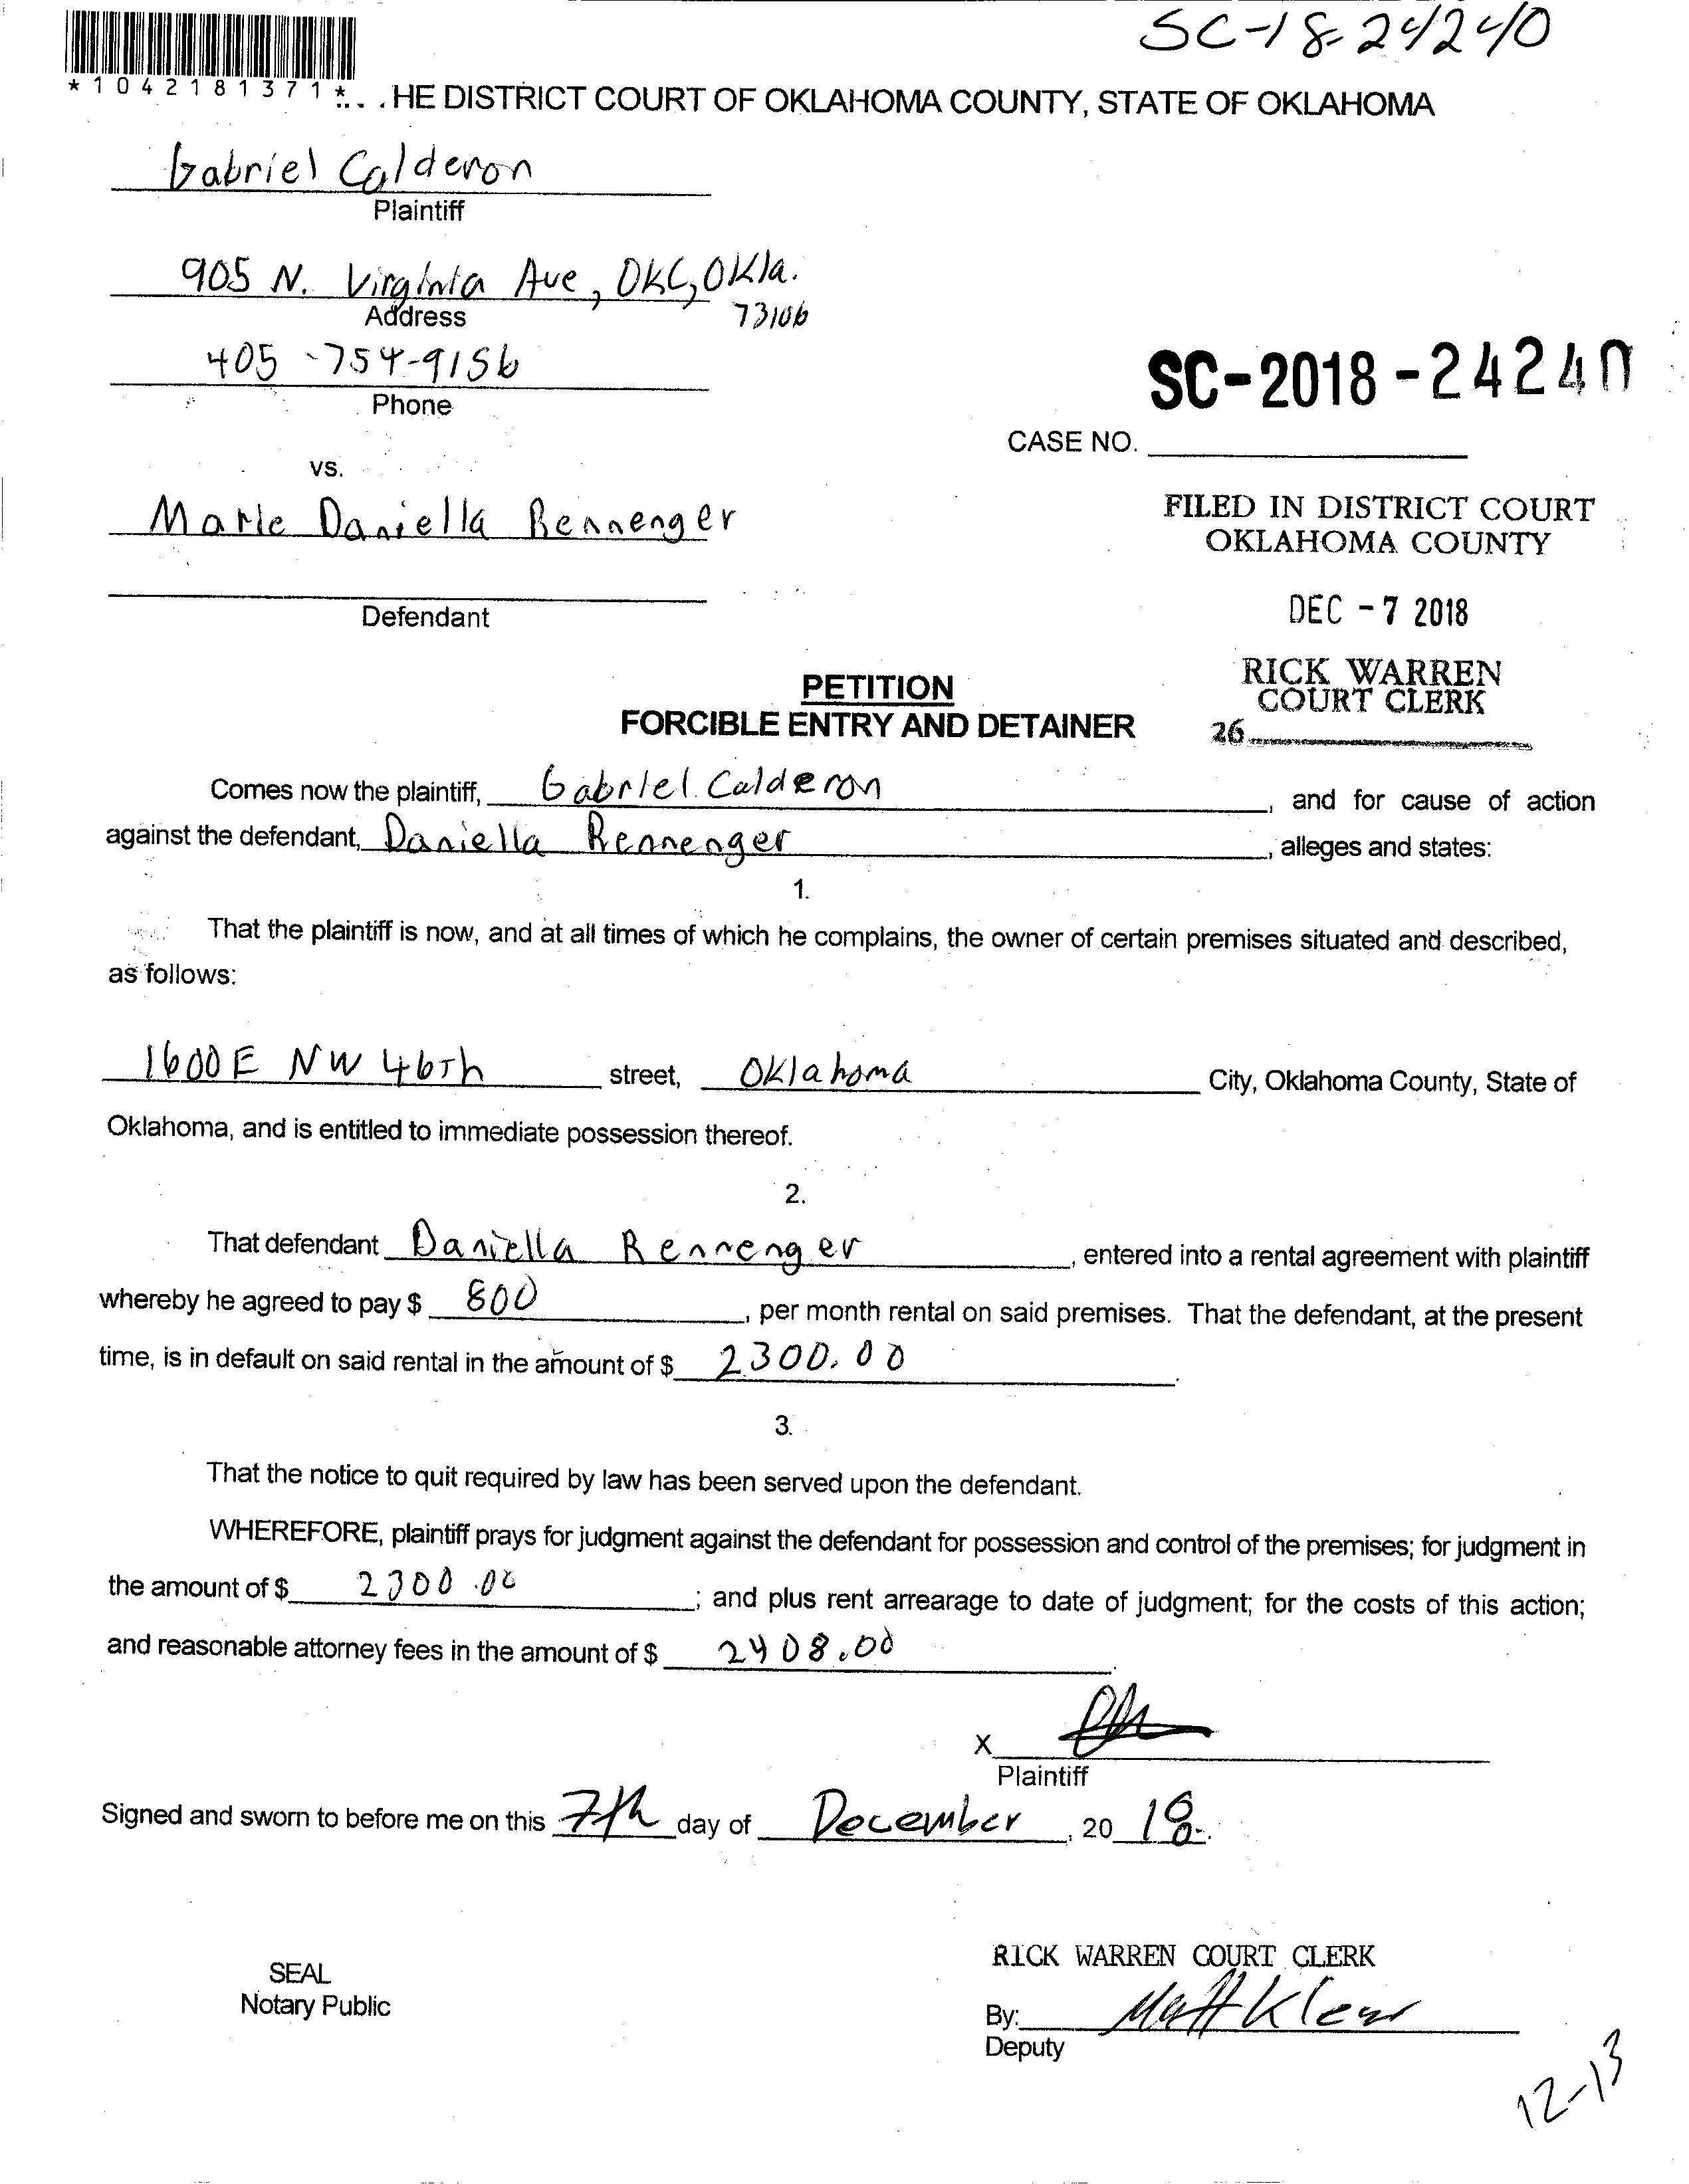 SC-18-24240
*1042181371*
. . .HE DISTRICT COURT OF OKLAHOMA COUNTY, STATE OF OKLAHOMA
Gabriel Calderon
Plaintiff
905 N. Virginia Ave, OKC, Okla.
Address
73106
405-754-9156
Phone
SC-2018-24240
CASE NO.
vs.
Marie Daniella Rennenger
Defendant
FILED IN DISTRICT COURT
OKLAHOMA COUNTY
DEC - 7 2018
RICK WARREN
COURT CLERK
26
PETITION
FORCIBLE ENTRY AND DETAINER
Comes now the plaintiff, Gabriel Calderon, and for cause of action
against the defendant, Daniella Rennenger, alleges and states:
1.
That the plaintiff is now, and at all times of which he complains, the owner of certain premises situated and described,
as follows:
1600E NW 46Th street, Oklahoma City, Oklahoma County, State of
Oklahoma, and is entitled to immediate possession thereof.
2.
That defendant Daniella Rennenger, entered into a rental agreement with plaintiff
whereby he agreed to pay $ 800, per month rental on said premises. That the defendant, at the present
time, is in default on said rental in the amount of $ 2300.00.
3.
That the notice to quit required by law has been served upon the defendant.
WHEREFORE, plaintiff prays for judgment against the defendant for possession and control of the premises; for judgment in
the amount of $ 2300.00; and plus rent arrearage to date of judgment; for the costs of this action;
and reasonable attorney fees in the amount of $ 2408.00.
X
Plaintiff
Signed and sworn to before me on this 7th day of December, 2018.
SEAL
Notary Public
RICK WARREN COURT CLERK
By: Matt
Deputy
12-13